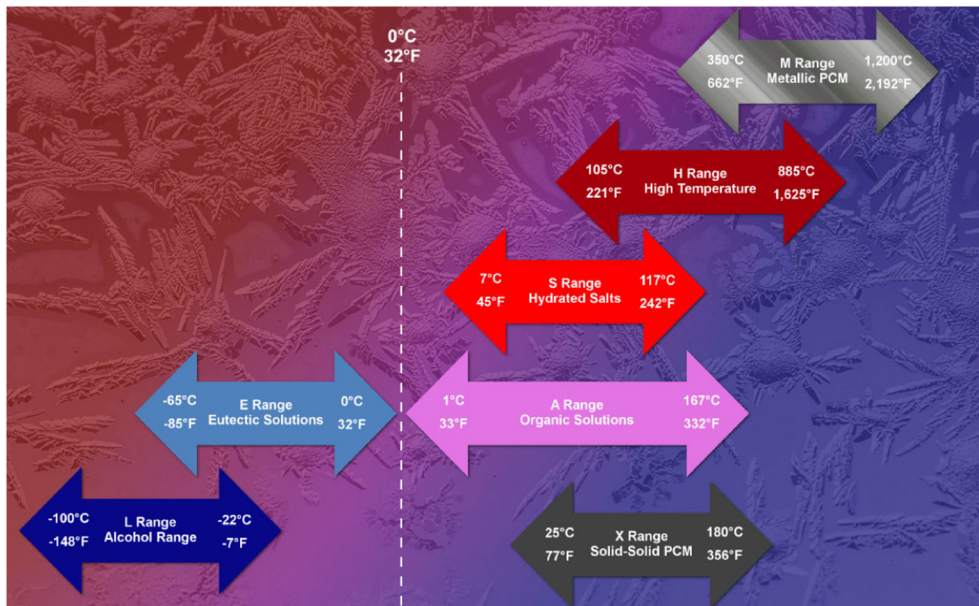 0°C
32°F
350°C
662°F
M Range
Metallic PCM
1,200°C
2,192°F
105°C
221°F
H Range
High Temperature
885°C
1,625°F
7°C
45°F
S Range
Hydrated Salts
117°C
242°F
-65°C
-85°F
E Range
Eutectic Solutions
0°C
32°F
1°C
33°F
A Range
Organic Solutions
167°C
332°F
-100°C
-148°F
L Range
Alcohol Range
-22°C
-7°F
25°C
77°F
X Range
Solid-Solid PCM
180°C
356°F